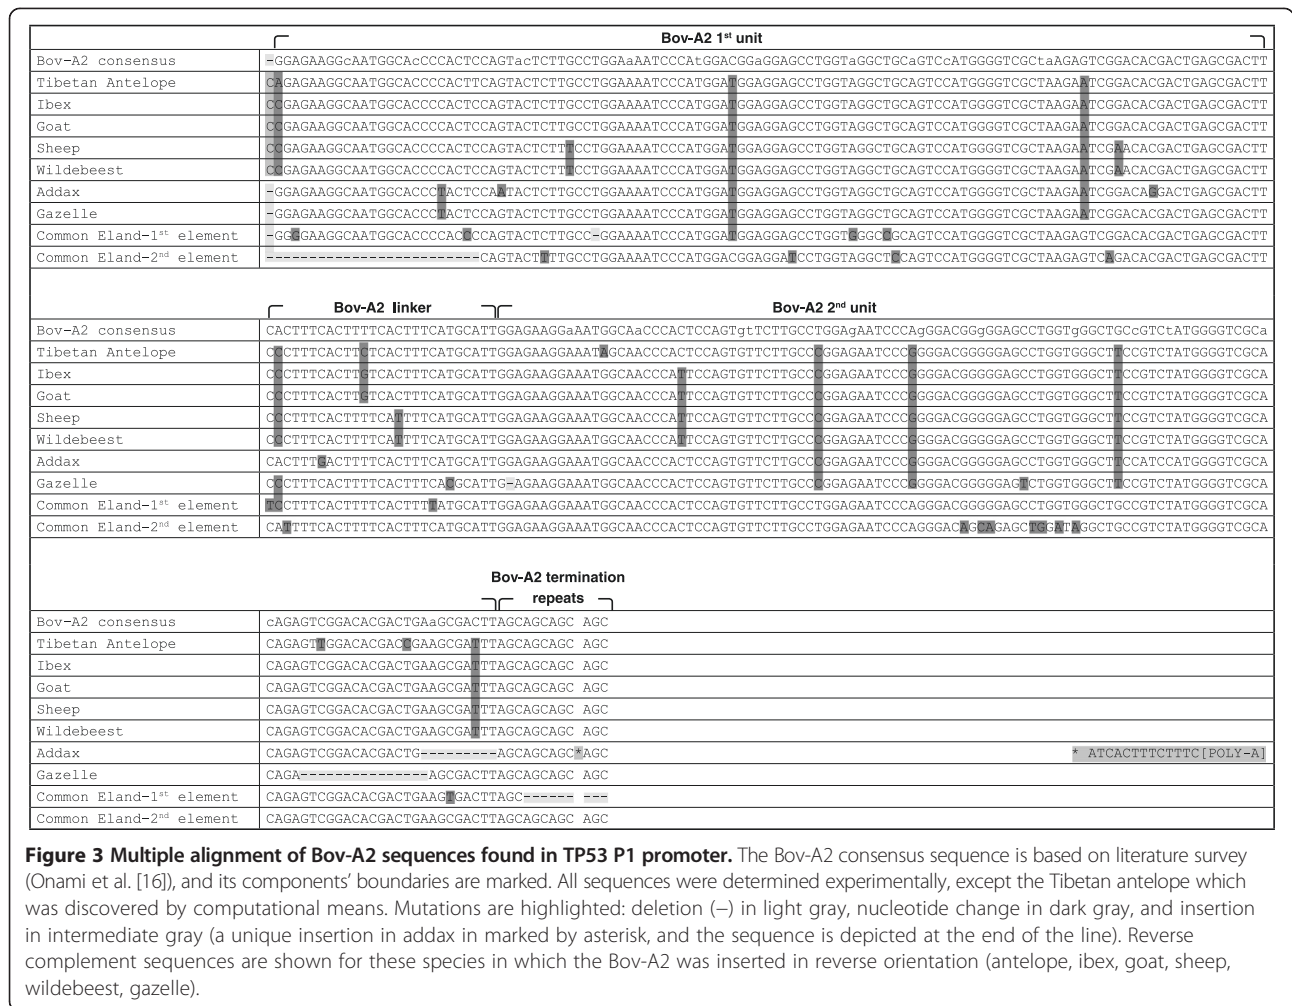 Bov-A2 1st unit
Bov-A2 consensus -GGAGAAGGcAATGGCAcCCCACTCCAGTAcTCTTGCCTGGAaAATCCCAtGGACGGaGGAGCCTGGTaGGCTGCAGTCcATGGGGTCGCtaAGAGTCGGACACGACTGAGCGACTT
Tibetan Antelope CAGAGAAGGCAATGGCACCCCACTTCAGTACTCTTGCCTGGAAAATCCCATGGATGGAGGAGCCTGGTAGGCTGCAGTCCATGGGGTCGCTAAGAATCGGACACGACTGAGCGACTT
Ibex CCGAGAAGGCAATGGCACCCCACTCCAGTACTCTTGCCTGGAAAATCCCATGGATGGAGGAGCCTGGTAGGCTGCAGTCCATGGGGTCGCTAAGAATCGGACACGACTGAGCGACTT
Goat CCGAGAAGGCAATGGCACCCCACTCCAGTACTCTTGCCTGGAAAATCCCATGGATGGAGGAGCCTGGTAGGCTGCAGTCCATGGGGTCGCTAAGAATCGGACACGACTGAGCGACTT
Sheep CCGAGAAGGCAATGGCACCCCACTCCAGTACTCTTTCCTGGAAAATCCCATGGATGGAGGAGCCTGGTAGGCTGCAGTCCATGGGGTCGCTAAGAATCGAACACGACTGAGCGACTT
Wildebeest CCGAGAAGGCAATGGCACCCCACTCCAGTACTCTTTCCTGGAAAATCCCATGGATGGAGGAGCCTGGTAGGCTGCAGTCCATGGGGTCGCTAAGAATCGAACACGACTGAGCGACTT
Addax -GGAGAAGGCAATGGCACCCTACTCCAATACTCTTGCCTGGAAAATCCCATGGATGGAGGAGCCTGGTAGGCTGCAGTCCATGGGGTCGCTAAGAATCGGACAGGACTGAGCGACTT
Gazelle -GGAGAAGGCAATGGCACCCTACTCCAGTACTCTTGCCTGGAAAATCCCATGGATGGAGGAGCCTGGTAGGCTGCAGTCCATGGGGTCGCTAAGAATCGGACACGACTGAGCGACTT
Common Eland-1st element -GGGGAAGGCAATGGCACCCCACCCCAGTACTCTTGCC-GGAAAATCCCATGGATGGAGGAGCCTGGTGGGCCGCAGTCCATGGGGTCGCTAAGAGTCGGACACGACTGAGCGACTT
Common Eland-2nd element -------------------------CAGTACTTTTGCCTGGAAAATCCCATGGACGGAGGATCCTGGTAGGCTCCAGTCCATGGGGTCGCTAAGAGTCAGACACGACTGAGCGACTT
Bov-A2 linker Bov-A2 2nd unit
Bov-A2 consensus CACTTTCACTTTTCACTTTCATGCATTGGAGAAGGaAATGGCAaCCCACTCCAGTgtTCTTGCCTGGAgAATCCCAgGGACGGgGGAGCCTGGTgGGCTGCcGTCtATGGGGTCGCa
Tibetan Antelope CCCTTTCACTTCTCACTTTCATGCATTGGAGAAGGAAATAGCAACCCACTCCAGTGTTCTTGCCCGGAGAATCCCGGGGACGGGGGAGCCTGGTGGGCTTCCGTCTATGGGGTCGCA
Ibex CCCTTTCACTTGTCACTTTCATGCATTGGAGAAGGAAATGGCAACCCATTCCAGTGTTCTTGCCCGGAGAATCCCGGGGACGGGGGAGCCTGGTGGGCTTCCGTCTATGGGGTCGCA
Goat CCCTTTCACTTGTCACTTTCATGCATTGGAGAAGGAAATGGCAACCCATTCCAGTGTTCTTGCCCGGAGAATCCCGGGGACGGGGGAGCCTGGTGGGCTTCCGTCTATGGGGTCGCA
Sheep CCCTTTCACTTTTCATTTTCATGCATTGGAGAAGGAAATGGCAACCCATTCCAGTGTTCTTGCCCGGAGAATCCCGGGGACGGGGGAGCCTGGTGGGCTTCCGTCTATGGGGTCGCA
Wildebeest CCCTTTCACTTTTCATTTTCATGCATTGGAGAAGGAAATGGCAACCCATTCCAGTGTTCTTGCCCGGAGAATCCCGGGGACGGGGGAGCCTGGTGGGCTTCCGTCTATGGGGTCGCA
Addax CACTTTGACTTTTCACTTTCATGCATTGGAGAAGGAAATGGCAACCCACTCCAGTGTTCTTGCCCGGAGAATCCCGGGGACGGGGGAGCCTGGTGGGCTTCCATCCATGGGGTCGCA
Gazelle CCCTTTCACTTTTCACTTTCACGCATTG-AGAAGGAAATGGCAACCCACTCCAGTGTTCTTGCCCGGAGAATCCCGGGGACGGGGGAGTCTGGTGGGCTTCCGTCTATGGGGTCGCA
Common Eland-1st element TCCTTTCACTTTTCACTTTTATGCATTGGAGAAGGAAATGGCAACCCACTCCAGTGTTCTTGCCTGGAGAATCCCAGGGACGGGGGAGCCTGGTGGGCTGCCGTCTATGGGGTCGCA
Common Eland-2nd element CATTTTCACTTTTCACTTTCATGCATTGGAGAAGGAAATGGCAACCCACTCCAGTGTTCTTGCCTGGAGAATCCCAGGGACAGCAGAGCTGGATAGGCTGCCGTCTATGGGGTCGCA
Bov-A2 termination
repeats
Bov-A2 consensus cAGAGTCGGACACGACTGAaGCGACTTAGCAGCAGC AGC
Tibetan Antelope CAGAGTTGGACACGACCGAAGCGATTTAGCAGCAGC AGC
Ibex CAGAGTCGGACACGACTGAAGCGATTTAGCAGCAGC AGC
Goat CAGAGTCGGACACGACTGAAGCGATTTAGCAGCAGC AGC
Sheep CAGAGTCGGACACGACTGAAGCGATTTAGCAGCAGC AGC
Wildebeest CAGAGTCGGACACGACTGAAGCGATTTAGCAGCAGC AGC
Addax CAGAGTCGGACACGACTG---------AGCAGCAGC*AGC * ATCACTTTCTTTC[POLY-A]
Gazelle CAGA---------------AGCGACTTAGCAGCAGC AGC
Common Eland-1st element CAGAGTCGGACACGACTGAAGTGACTTAGC------ ---
Common Eland-2nd element CAGAGTCGGACACGACTGAAGCGACTTAGCAGCAGC AGC
Figure 3 Multiple alignment of Bov-A2 sequences found in TP53 P1 promoter. The Bov-A2 consensus sequence is based on literature survey
(Onami et al. [16]), and its components' boundaries are marked. All sequences were determined experimentally, except the Tibetan antelope which
was discovered by computational means. Mutations are highlighted: deletion (−) in light gray, nucleotide change in dark gray, and insertion
in intermediate gray (a unique insertion in addax in marked by asterisk, and the sequence is depicted at the end of the line). Reverse
complement sequences are shown for these species in which the Bov-A2 was inserted in reverse orientation (antelope, ibex, goat, sheep,
wildebeest, gazelle).